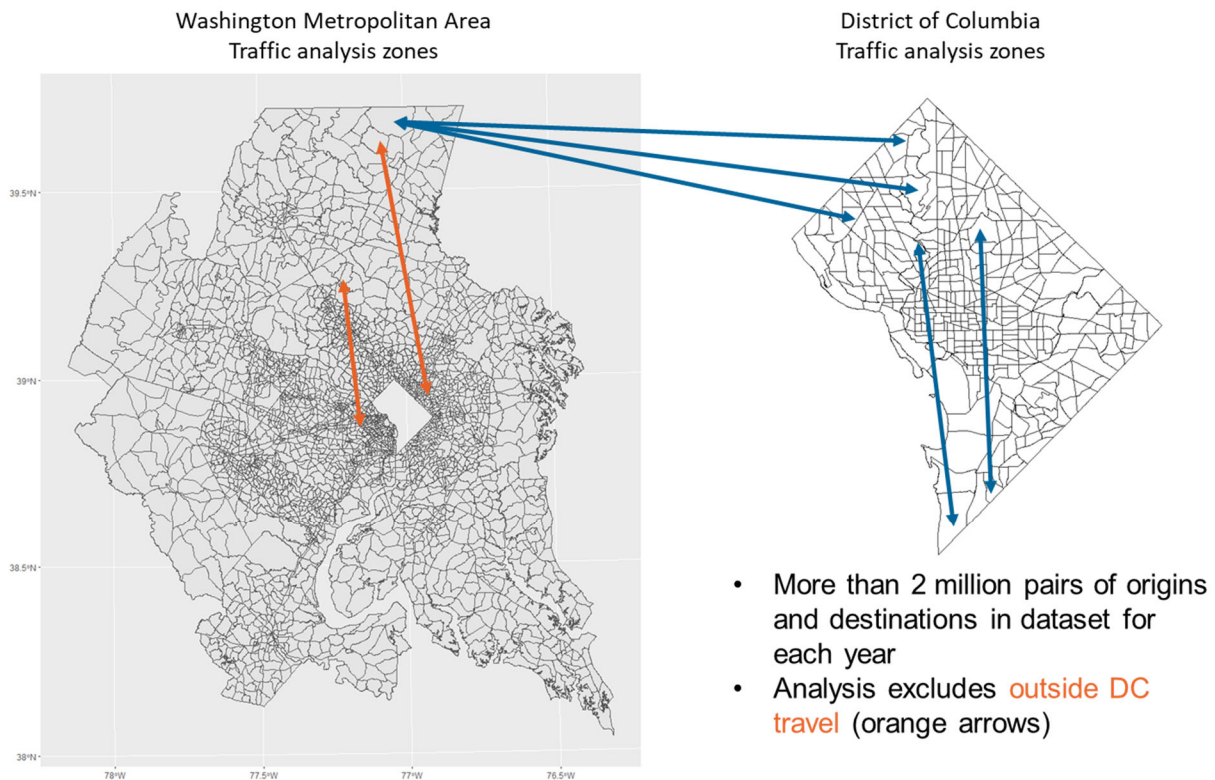 Washington Metropolitan Area
Traffic analysis zones
District of Columbia
Traffic analysis zones
39.5°N
39°N
38.5°N
38°N
78°W
77.5°W
77°W
76.5°W
• More than 2 million pairs of origins
and destinations in dataset for
each year
• Analysis excludes outside DC
travel (orange arrows)